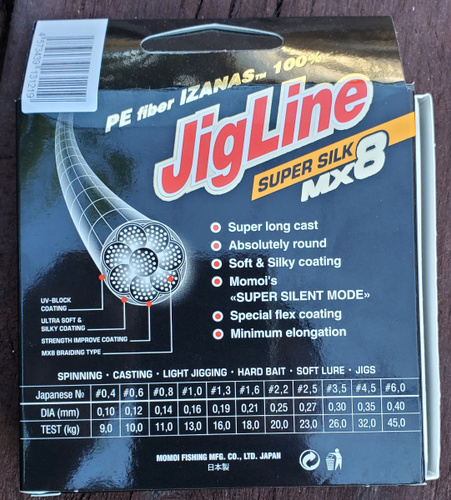 PE fiber IZANAS™ 100%
JigLine
SUPER SILK
MX8
Super long cast
Absolutely round
Soft & Silky coating
Momoi's
«SUPER SILENT MODE»
Special flex coating
Minimum elongation
UV-BLOCK
COATING
ULTRA SOFT &
SILKY COATING
STRENGTH IMPROVE COATING
MX8 BRAIDING TYPE
SPINNING · CASTING · LIGHT JIGGING · HARD BAIT · SOFT LURE · JIGS
Japanese № #0,4 #0,6 #0,8 #1,0 #1,3 #1,6 #2,2 #2,5 #3,5 #4,5 #6,0
DIA (mm) 0,10 0,12 0,14 0,16 0,19 0,21 0,25 0,27 0,30 0,35 0,40
TEST (kg) 9,0 10,0 11,0 13,0 16,0 18,0 20,0 23,0 26,0 32,0 45,0
MOMOI FISHING MFG. CO., LTD. JAPAN
日本製